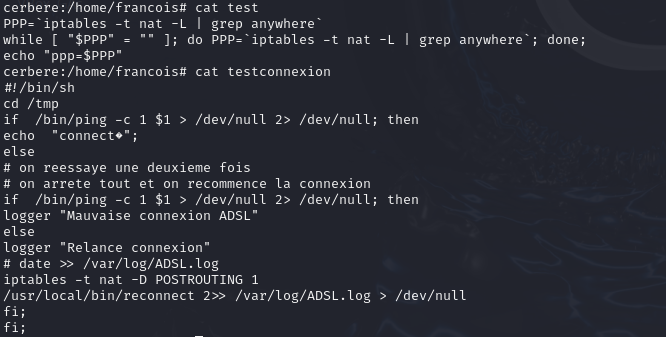 cerbere:/home/francois# cat test
PPP=`iptables -t nat -L | grep anywhere`
while [ "$PPP" = "" ]; do PPP=`iptables -t nat -L | grep anywhere`; done;
echo "ppp=$PPP"
cerbere:/home/francois# cat testconnexion
#!/bin/sh
cd /tmp
if  /bin/ping -c 1 $1 > /dev/null 2> /dev/null; then
echo  "connect�";
else
# on reessaye une deuxieme fois
# on arrete tout et on recommence la connexion
if  /bin/ping -c 1 $1 > /dev/null 2> /dev/null; then
logger "Mauvaise connexion ADSL"
else
logger "Relance connexion"
# date >> /var/log/ADSL.log
iptables -t nat -D POSTROUTING 1
/usr/local/bin/reconnect 2>> /var/log/ADSL.log > /dev/null
fi;
fi;